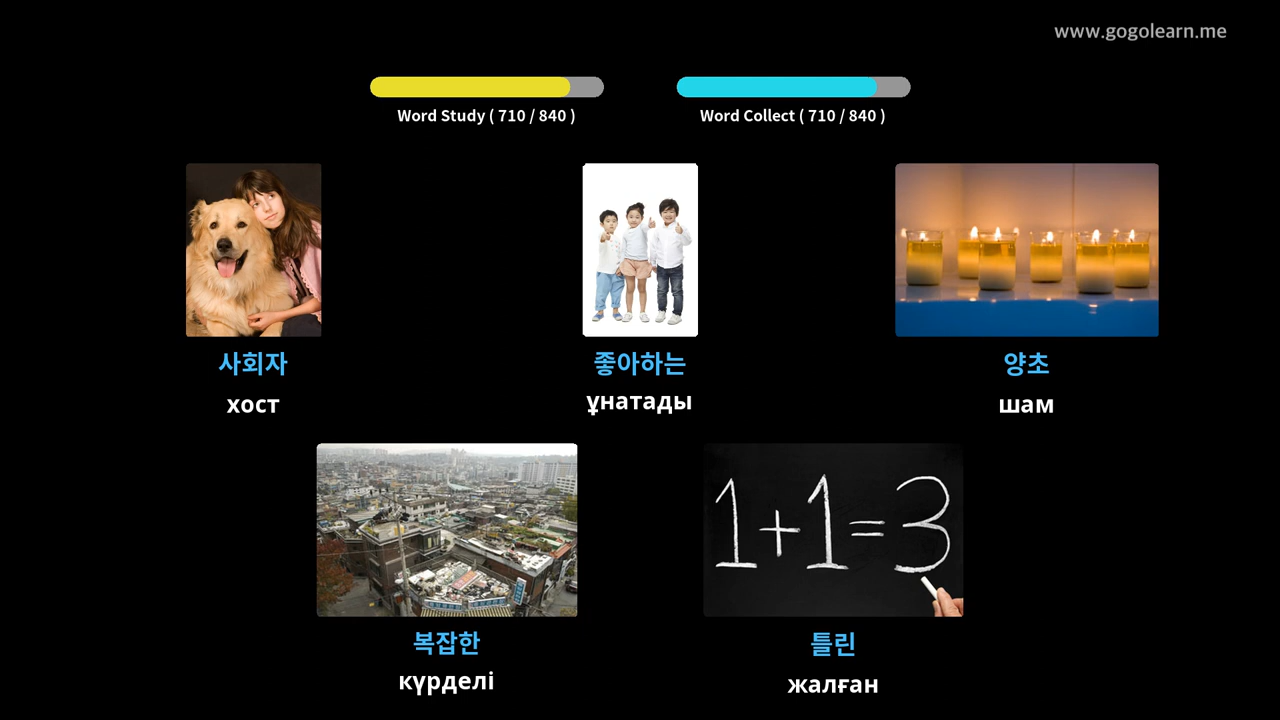 www.gogolearn.me
Word Study ( 710 / 840 )
Word Collect ( 710 / 840 )
사회자
хост
좋아하는
ұнатады
양초
шам
1+1=3
복잡한
күрделі
틀린
жалған